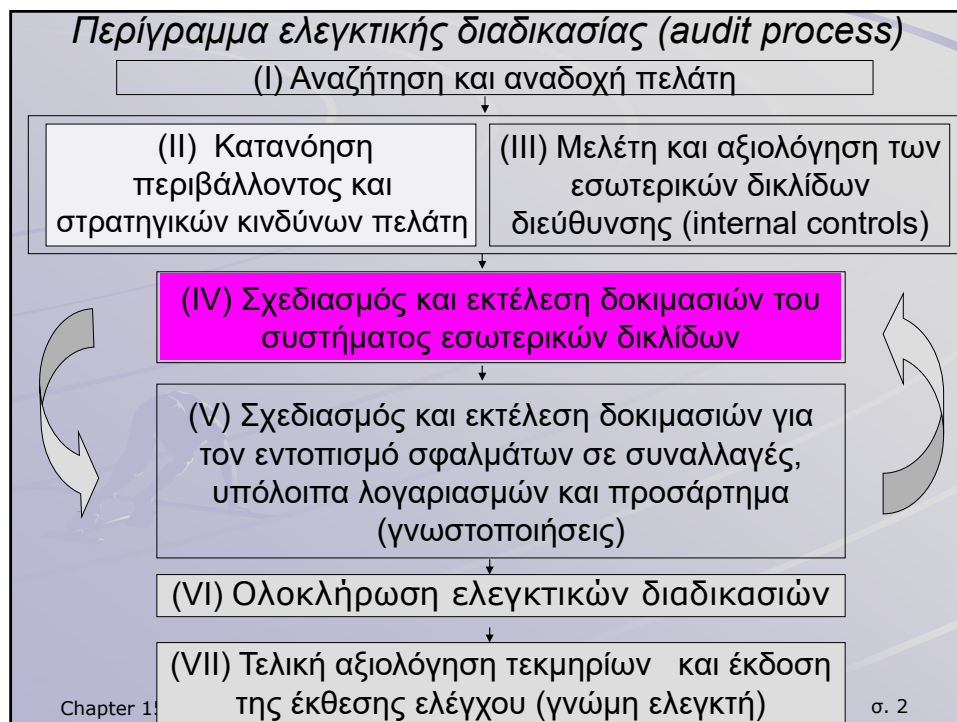 Περίγραμμα ελεγκτικής διαδικασίας (audit process)
(I) Αναζήτηση και αναδοχή πελάτη
(II) Κατανόηση
περιβάλλοντος και
στρατηγικών κινδύνων πελάτη
(III) Μελέτη και αξιολόγηση των
εσωτερικών δικλίδων
διεύθυνσης (internal controls)
(IV) Σχεδιασμός και εκτέλεση δοκιμασιών του
συστήματος εσωτερικών δικλίδων
(V) Σχεδιασμός και εκτέλεση δοκιμασιών για
τον εντοπισμό σφαλμάτων σε συναλλαγές,
υπόλοιπα λογαριασμών και προσάρτημα
(γνωστοποιήσεις)
(VI) Ολοκλήρωση ελεγκτικών διαδικασιών
(VII) Τελική αξιολόγηση τεκμηρίων και έκδοση
της έκθεσης ελέγχου (γνώμη ελεγκτή)
Chapter 15
σ. 2